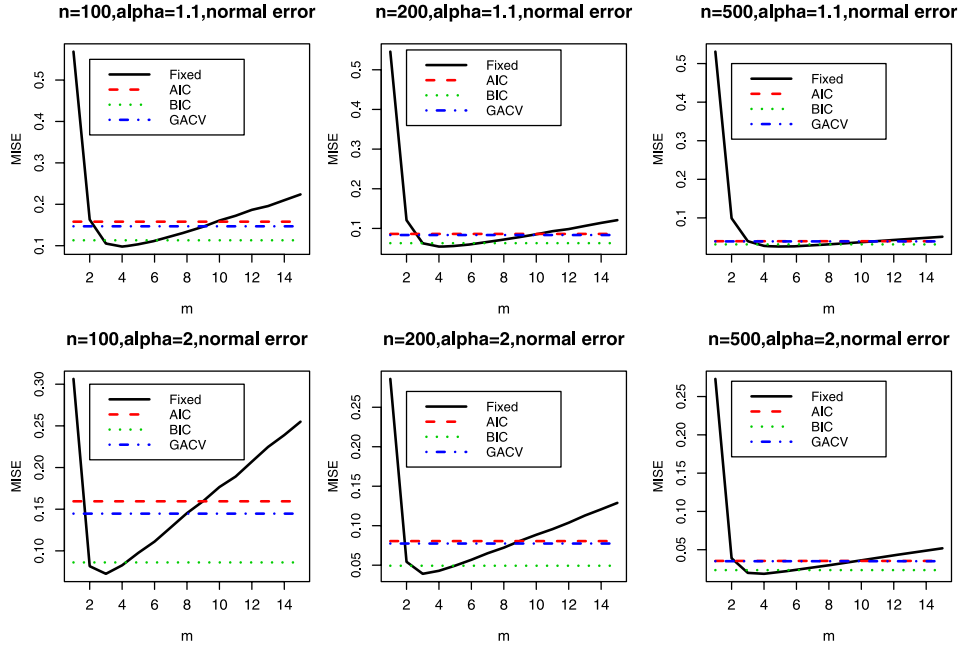 n=100,alpha=1.1,normal error
MISE
0.1 0.2 0.3 0.4 0.5
Fixed
AIC
BIC
GACV
2 4 6 8 10 12 14
m
n=200,alpha=1.1,normal error
MISE
0.1 0.2 0.3 0.4 0.5
Fixed
AIC
BIC
GACV
2 4 6 8 10 12 14
m
n=500,alpha=1.1,normal error
MISE
0.1 0.2 0.3 0.4 0.5
Fixed
AIC
BIC
GACV
2 4 6 8 10 12 14
m
n=100,alpha=2,normal error
MISE
0.10 0.15 0.20 0.25 0.30
Fixed
AIC
BIC
GACV
2 4 6 8 10 12 14
m
n=200,alpha=2,normal error
MISE
0.05 0.10 0.15 0.20 0.25
Fixed
AIC
BIC
GACV
2 4 6 8 10 12 14
m
n=500,alpha=2,normal error
MISE
0.05 0.10 0.15 0.20 0.25
Fixed
AIC
BIC
GACV
2 4 6 8 10 12 14
m